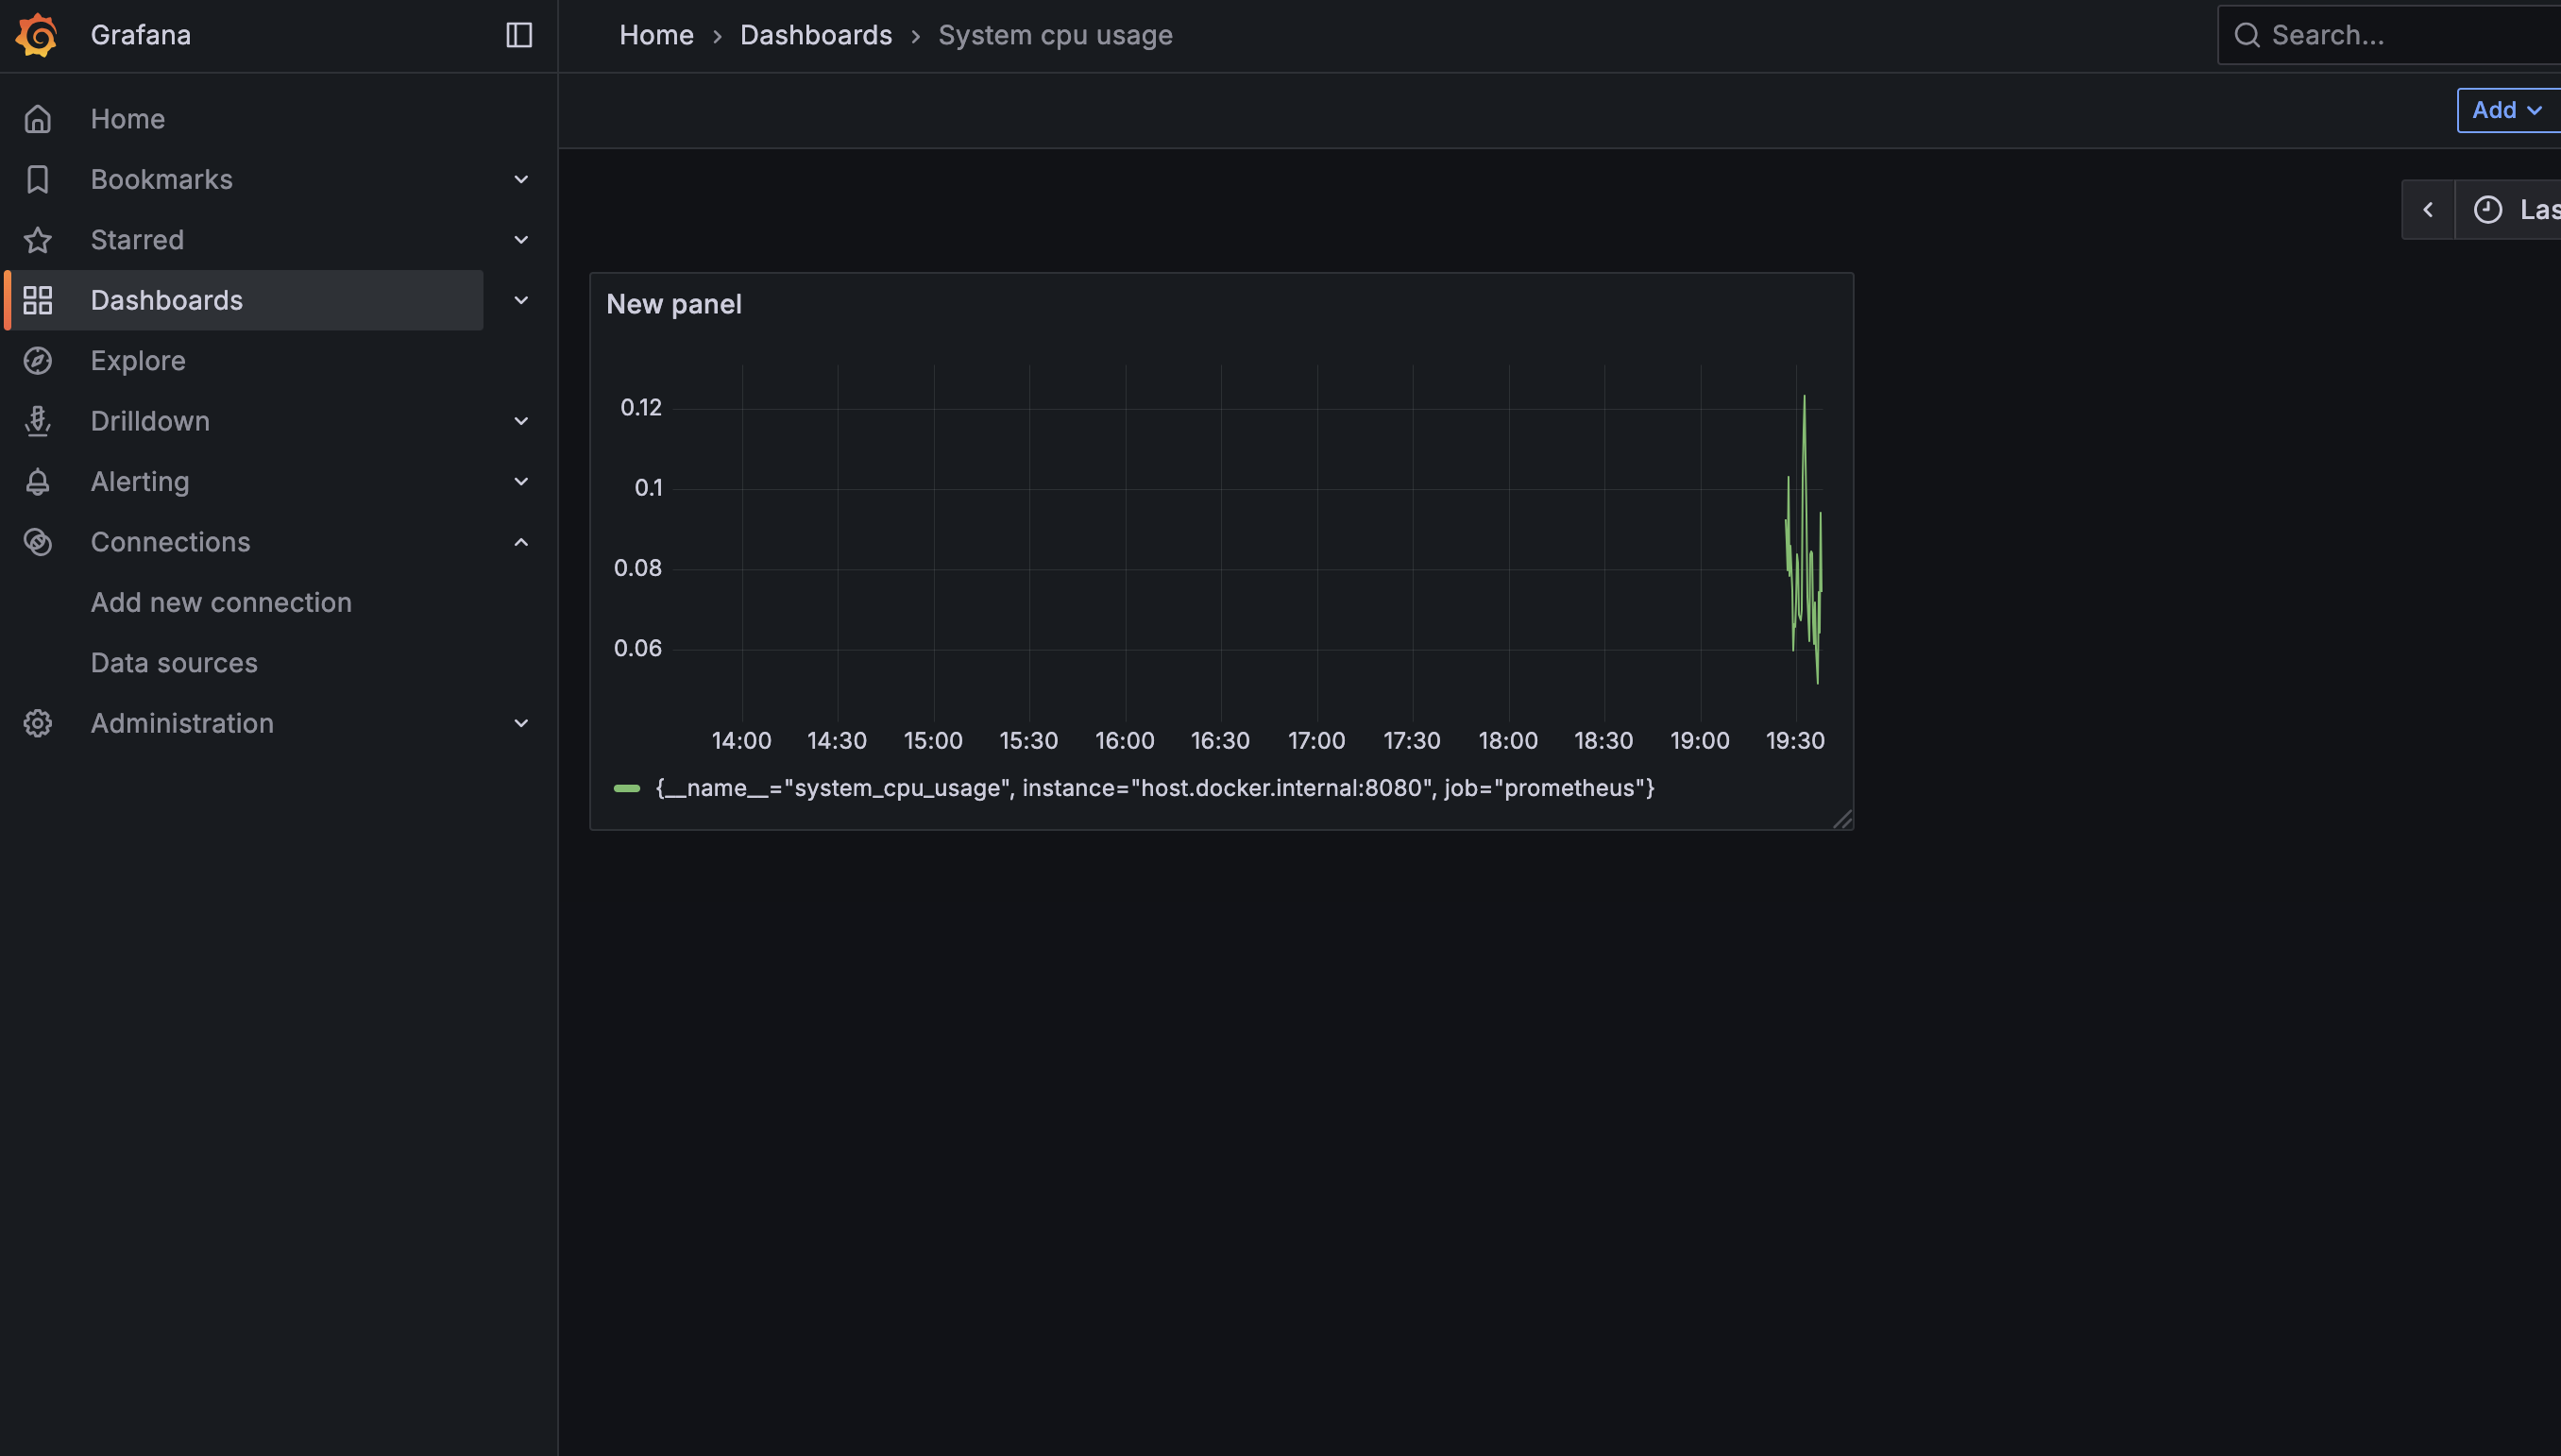 Grafana
Home › Dashboards › System cpu usage
Search...
Add
Home
Bookmarks
Starred
Dashboards
Explore
Drilldown
Alerting
Connections
Add new connection
Data sources
Administration
Las
New panel
0.12
0.1
0.08
0.06
14:00 14:30 15:00 15:30 16:00 16:30 17:00 17:30 18:00 18:30 19:00 19:30
{__name__="system_cpu_usage", instance="host.docker.internal:8080", job="prometheus"}